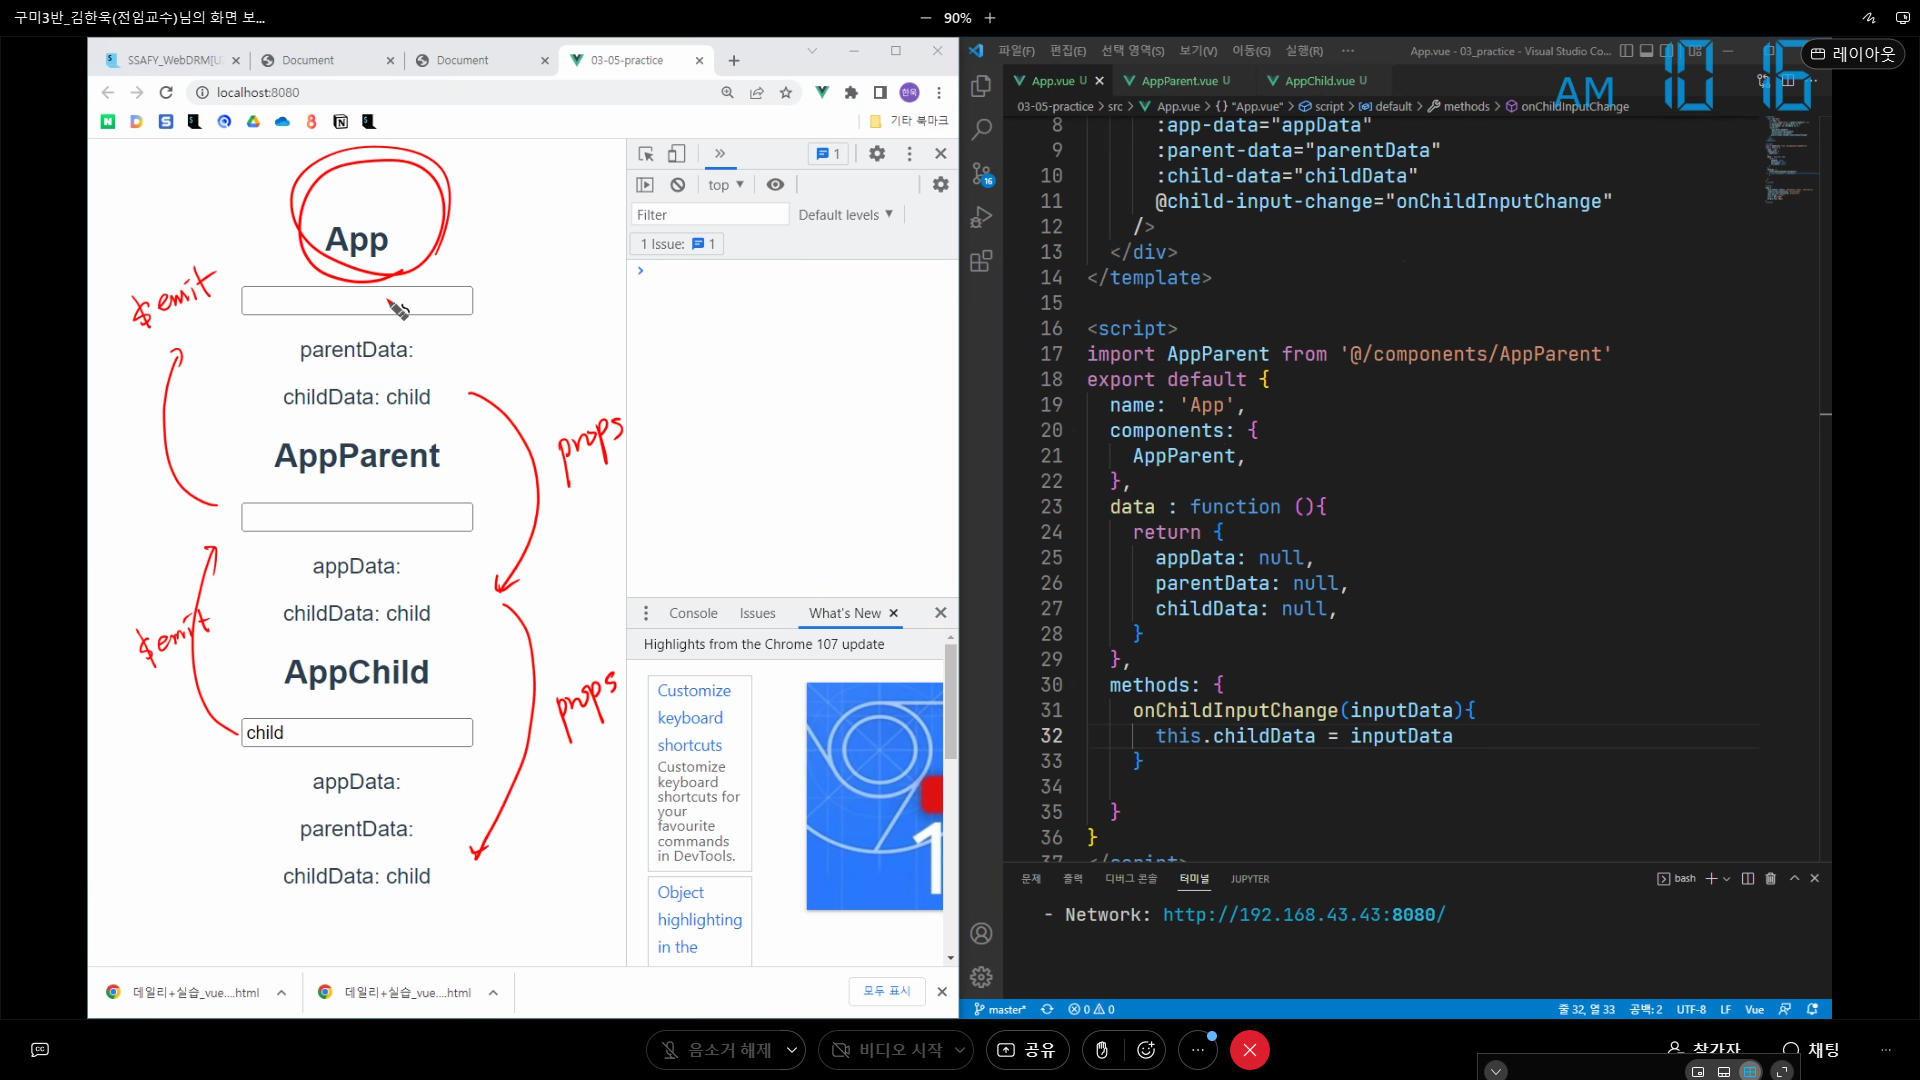 구미3반_김한욱(전임교수)님의 화면 보...
90%
레이아웃
AM 10 16
SSAFY_WebDRM[U
Document
Document
03-05-practice
localhost:8080
한욱
기타 북마크
App
$emit
parentData:
childData: child
props
AppParent
appData:
childData: child
$emit
AppChild
props
child
appData:
parentData:
childData: child
1
top
Filter
Default levels
1 Issue: 1
Console
Issues
What's New
Highlights from the Chrome 107 update
Customize
keyboard
shortcuts
Customize
keyboard
shortcuts for
your
favourite
commands
in DevTools.
Object
highlighting
in the
데일리+실습_vue....html
데일리+실습_vue....html
모두 표시
파일(F) 편집(E) 선택 영역(S) 보기(V) 이동(G) 실행(R) ...
App.vue - 03_practice - Visual Studio Co...
App.vue U
AppParent.vue U
AppChild.vue U
03-05-practice > src > App.vue > {} "App.vue" > script > default > methods > onChildInputChange
16
8 :app-data="appData"
9 :parent-data="parentData"
10 :child-data="childData"
11 @child-input-change="onChildInputChange"
12 />
13 </div>
14 </template>
15
16 <script>
17 import AppParent from '@/components/AppParent'
18 export default {
19 name: 'App',
20 components: {
21 AppParent,
22 },
23 data : function (){
24 return {
25 appData: null,
26 parentData: null,
27 childData: null,
28 }
29 },
30 methods: {
31 onChildInputChange(inputData){
32 this.childData = inputData
33 }
34
35 }
36 }
37 </script>
문제 출력 디버그 콘솔 터미널 JUPYTER
bash
- Network: http://192.168.43.43:8080/
master* 0 0
줄 32, 열 33 공백: 2 UTF-8 LF Vue
음소거 해제
비디오 시작
공유
참가자
채팅